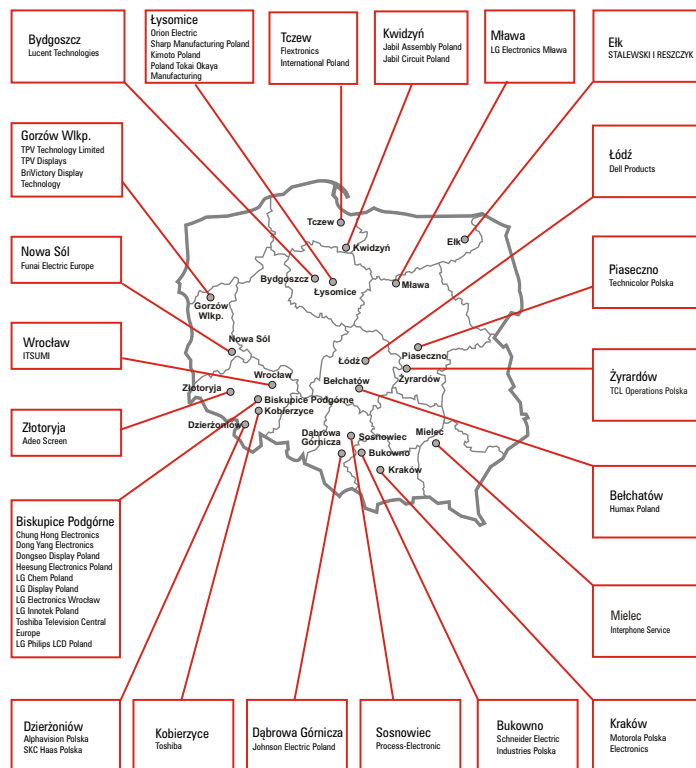 Bydgoszcz
Lucent Technologies
Łysomice
Orion Electric
Sharp Manufacturing Poland
Kimoto Poland
Poland Tokai Okaya
Manufacturing
Tczew
Flextronics
International Poland
Kwidzyń
Jabil Assembly Poland
Jabil Circuit Poland
Mława
LG Electronics Mława
Ełk
STALEWSKI I RESZCZYK
Gorzów Wlkp.
TPV Technology Limited
TPV Displays
BriVictory Display
Technology
Łódź
Dell Products
Nowa Sól
Funai Electric Europe
Piaseczno
Technicolor Polska
Wrocław
ITSUMI
Żyrardów
TCL Operations Polska
Złotoryja
Adeo Screen
Bełchatów
Humax Poland
Biskupice Podgórne
Chung Hong Electronics
Dong Yang Electronics
Dongseo Display Poland
Heesung Electronics Poland
LG Chem Poland
LG Display Poland
LG Electronics Wrocław
LG Innotek Poland
Toshiba Television Central
Europe
LG Philips LCD Poland
Mielec
Interphone Service
Tczew
Kwidzyń
Ełk
Bydgoszcz
Łysomice
Mława
Gorzów
Wlkp.
Nowa Sól
Łódź
Piaseczno
Żyrardów
Wrocław
Bełchatów
Złotoryja
Biskupice Podgórne
Kobierzyce
Dzierżoniów
Dąbrowa
Górnicza
Sosnowiec
Mielec
Bukowno
Kraków
Dzierżoniów
Alphavision Polska
SKC Haas Polska
Kobierzyce
Toshiba
Dąbrowa Górnicza
Johnson Electric Poland
Sosnowiec
Process-Electronic
Bukowno
Schneider Electric
Industries Polska
Kraków
Motorola Polska
Electronics